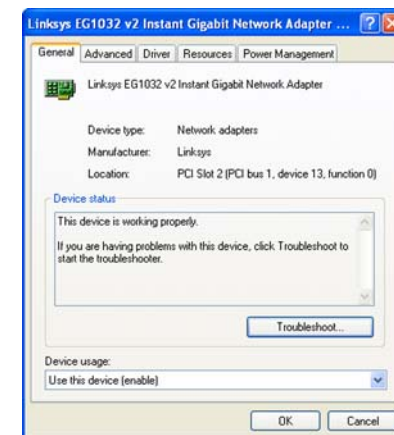 Linksys EG1032 v2 Instant Gigabit Network Adapter ...
General Advanced Driver Resources Power Management
Linksys EG1032 v2 Instant Gigabit Network Adapter
Device type: Network adapters
Manufacturer: Linksys
Location: PCI Slot 2 (PCI bus 1, device 13, function 0)
Device status
This device is working properly.
If you are having problems with this device, click Troubleshoot to
start the troubleshooter.
Troubleshoot...
Device usage:
Use this device (enable)
OK Cancel